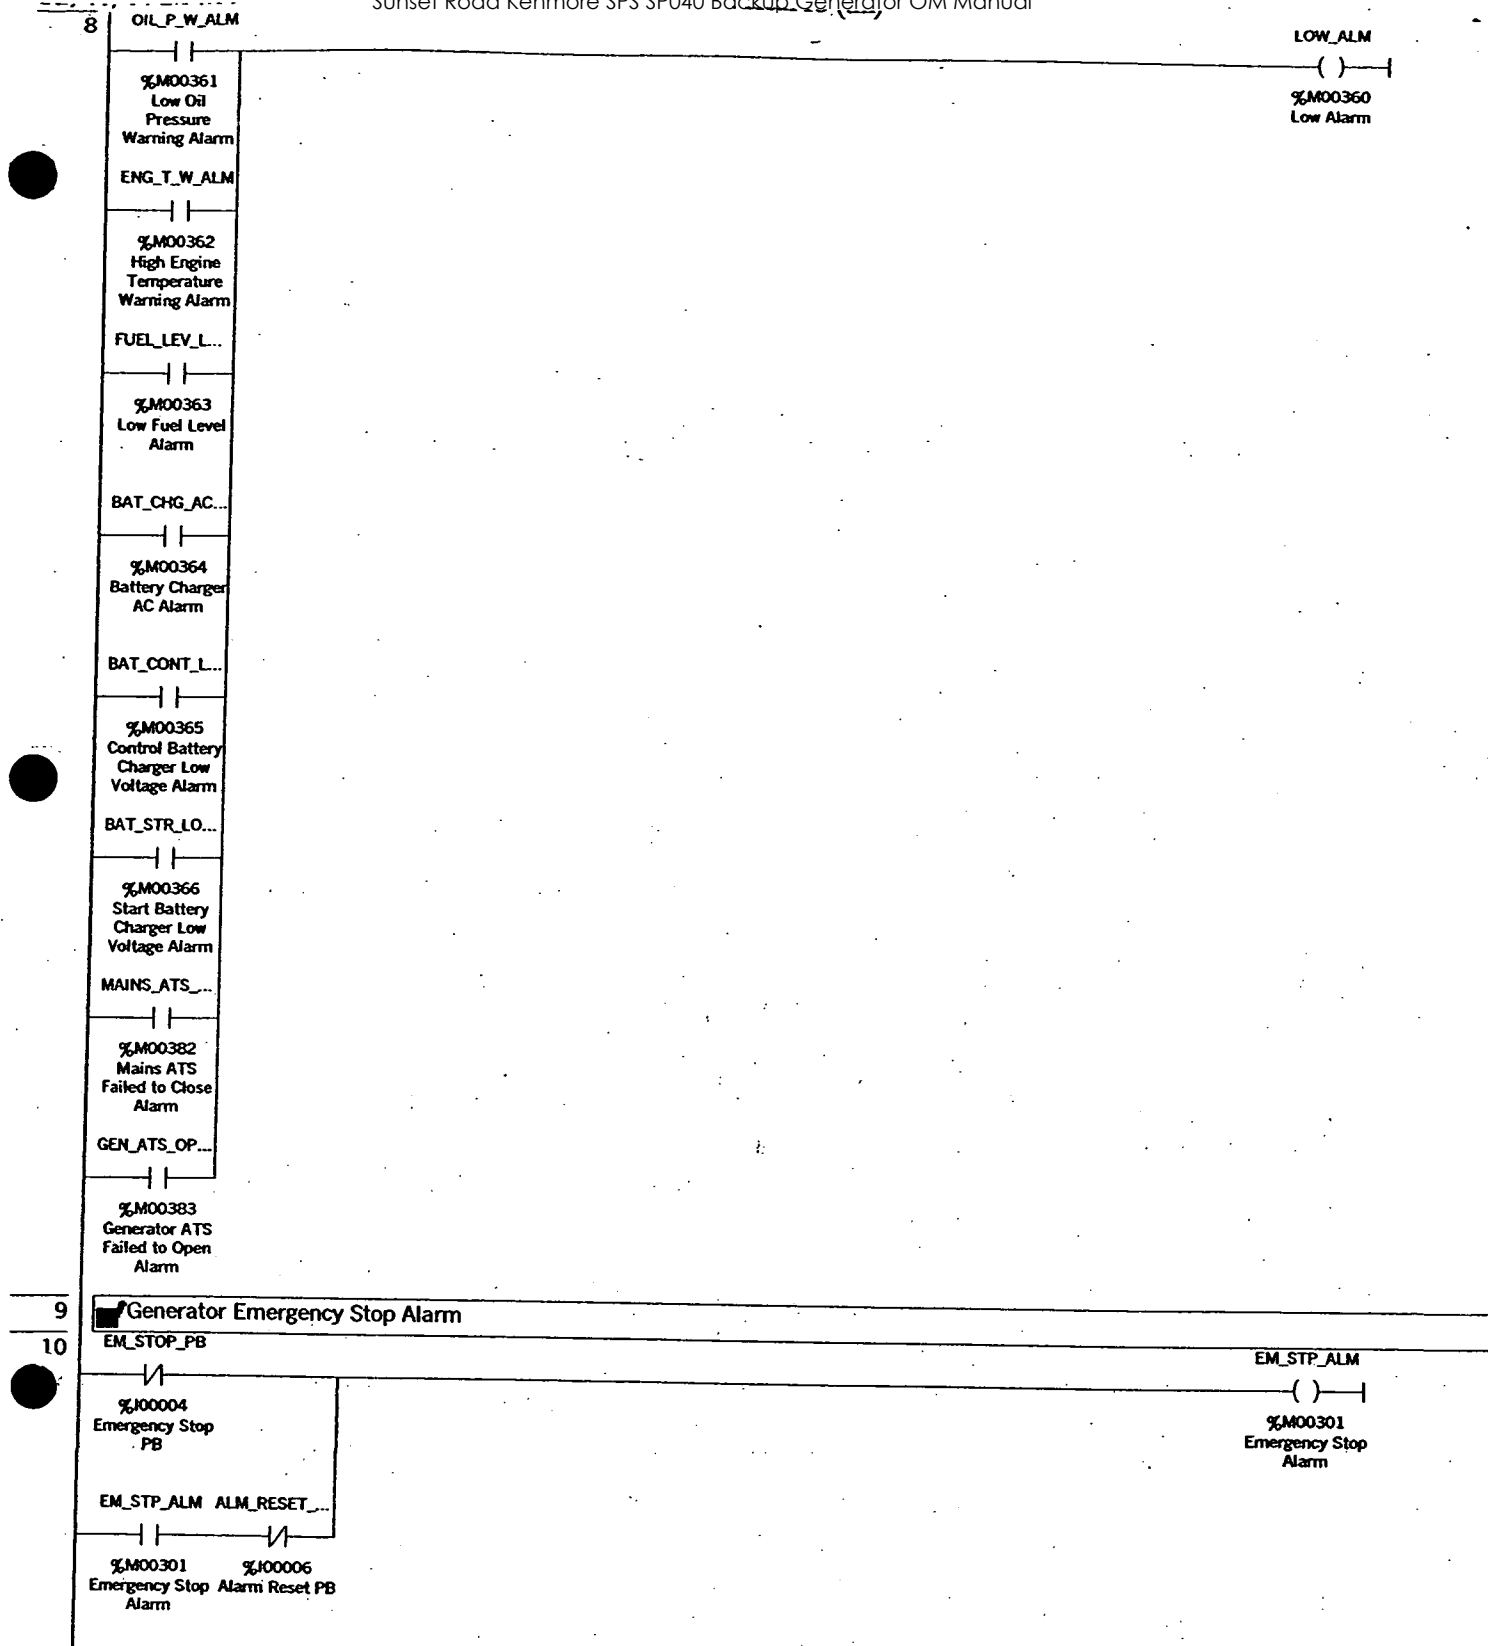 Sunset Road Kenmore SPS SP040 Backup Generator OM Manual
8
OIL_P_W_ALM
LOW_ALM
%M00361
Low Oil
Pressure
Warning Alarm
%M00360
Low Alarm
ENG_T_W_ALM
%M00362
High Engine
Temperature
Warning Alarm
FUEL_LEV_L...
%M00363
Low Fuel Level
Alarm
BAT_CHG_AC...
%M00364
Battery Charger
AC Alarm
BAT_CONT_L...
%M00365
Control Battery
Charger Low
Voltage Alarm
BAT_STR_LO...
%M00366
Start Battery
Charger Low
Voltage Alarm
MAINS_ATS_...
%M00382
Mains ATS
Failed to Close
Alarm
GEN_ATS_OP...
%M00383
Generator ATS
Failed to Open
Alarm
9
Generator Emergency Stop Alarm
10
EM_STOP_PB
EM_STP_ALM
%I00004
Emergency Stop
PB
%M00301
Emergency Stop
Alarm
EM_STP_ALM ALM_RESET_...
%M00301 %I00006
Emergency Stop Alarm Reset PB
Alarm